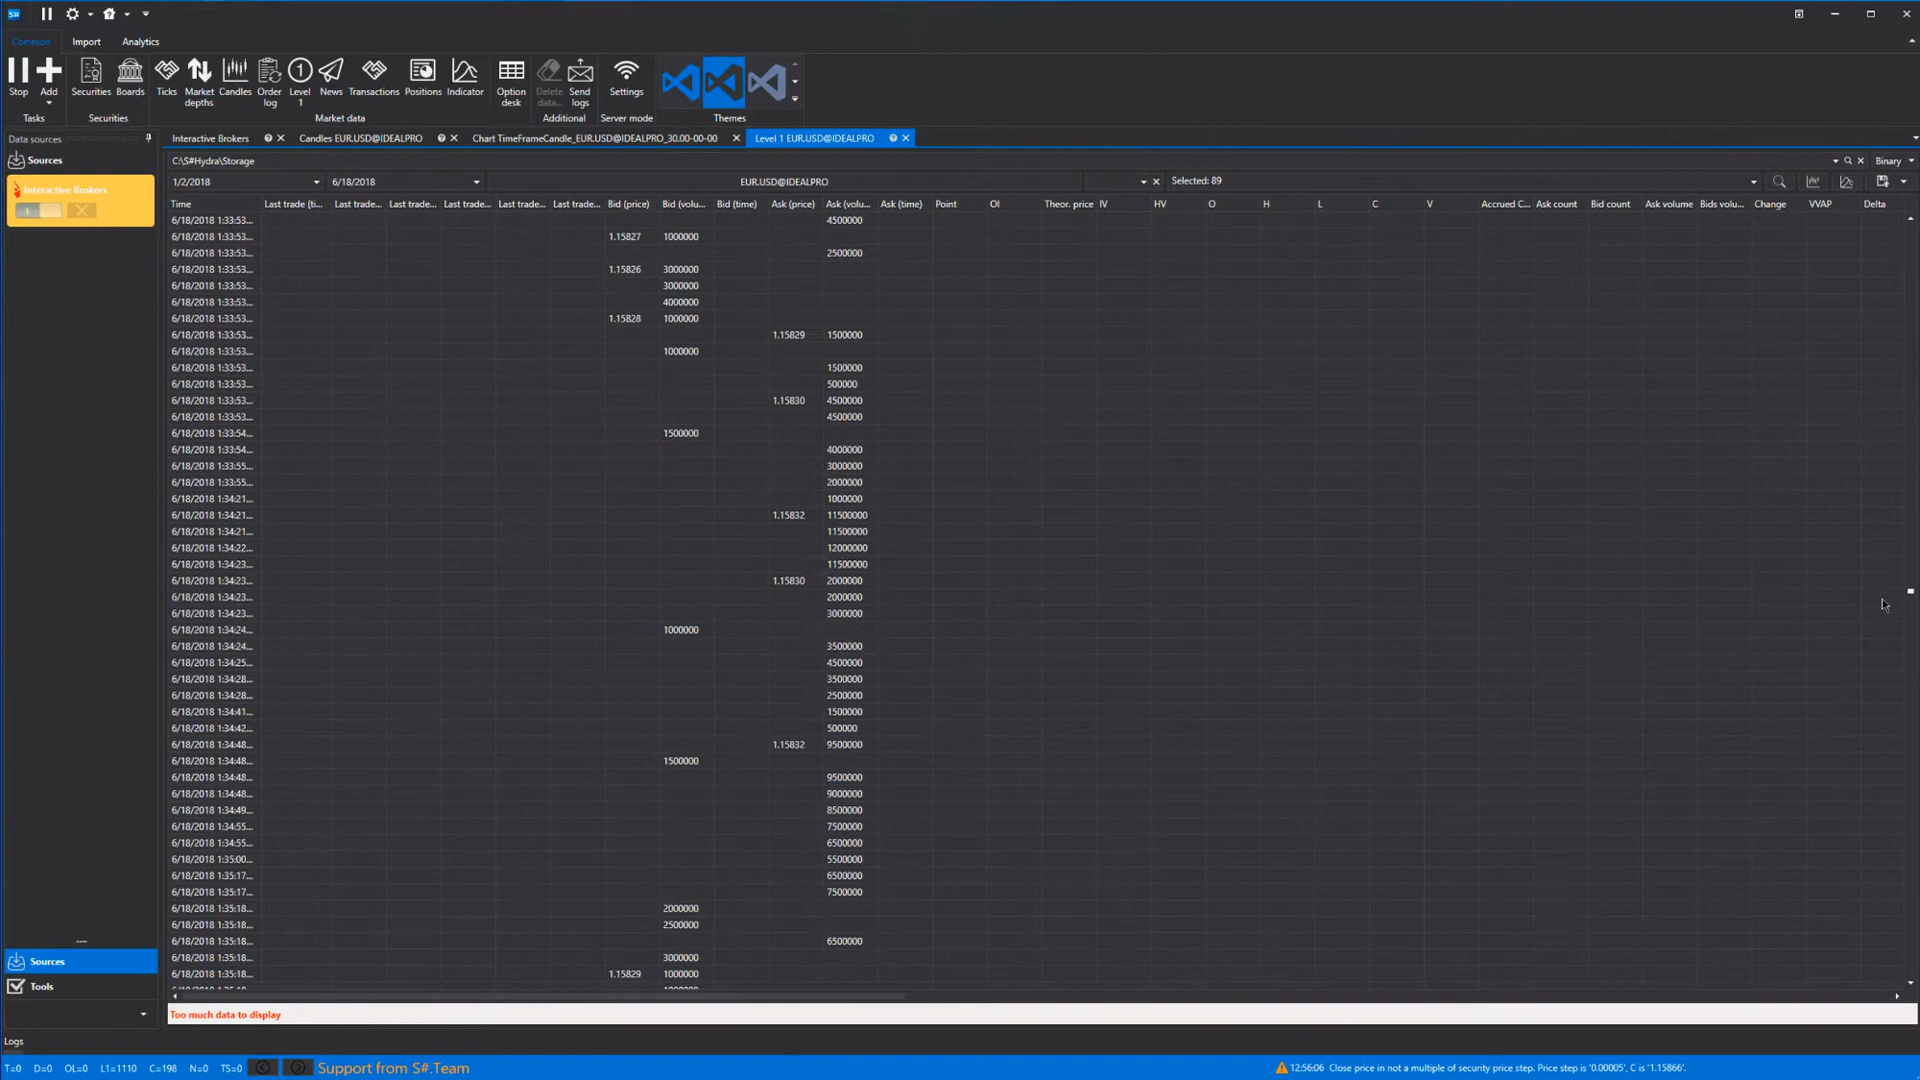 S#
Common Import Analytics
Stop Add Securities Boards Ticks Market depths Candles Order log Level 1 News Transactions Positions Indicator Option desk Delete data... Send logs Settings
Tasks Securities Market data Additional Server mode Themes
Data sources Interactive Brokers Candles EUR.USD@IDEALPRO Chart TimeFrameCandle_EUR.USD@IDEALPRO_30.00-00-00 Level 1 EUR.USD@IDEALPRO
Sources C:\S#Hydra\Storage Binary
Interactive Brokers
1/2/2018 6/18/2018 EUR.USD@IDEALPRO Selected: 89
Time Last trade (ti... Last trade... Last trade... Last trade... Last trade... Last trade... Bid (price) Bid (volu... Bid (time) Ask (price) Ask (volu... Ask (time) Point OI Theor. price IV HV O H L C V Accrued C... Ask count Bid count Ask volume Bids volu... Change VVAP Delta
6/18/2018 1:33:53... 4500000
6/18/2018 1:33:53... 1.15827 1000000
6/18/2018 1:33:53... 2500000
6/18/2018 1:33:53... 1.15826 3000000
6/18/2018 1:33:53... 3000000
6/18/2018 1:33:53... 4000000
6/18/2018 1:33:53... 1.15828 1000000
6/18/2018 1:33:53... 1.15829 1500000
6/18/2018 1:33:53... 1000000
6/18/2018 1:33:53... 1500000
6/18/2018 1:33:53... 500000
6/18/2018 1:33:53... 1.15830 4500000
6/18/2018 1:33:53... 4500000
6/18/2018 1:33:54... 1500000
6/18/2018 1:33:54... 4000000
6/18/2018 1:33:55... 3000000
6/18/2018 1:33:55... 2000000
6/18/2018 1:34:21... 1000000
6/18/2018 1:34:21... 1.15832 11500000
6/18/2018 1:34:21... 11500000
6/18/2018 1:34:22... 12000000
6/18/2018 1:34:23... 11500000
6/18/2018 1:34:23... 1.15830 2000000
6/18/2018 1:34:23... 2000000
6/18/2018 1:34:23... 3000000
6/18/2018 1:34:24... 1000000
6/18/2018 1:34:24... 3500000
6/18/2018 1:34:25... 4500000
6/18/2018 1:34:28... 3500000
6/18/2018 1:34:28... 2500000
6/18/2018 1:34:41... 1500000
6/18/2018 1:34:42... 500000
6/18/2018 1:34:48... 1.15832 9500000
6/18/2018 1:34:48... 1500000
6/18/2018 1:34:48... 9500000
6/18/2018 1:34:48... 9000000
6/18/2018 1:34:49... 8500000
6/18/2018 1:34:55... 7500000
6/18/2018 1:34:55... 6500000
6/18/2018 1:35:00... 5500000
6/18/2018 1:35:17... 6500000
6/18/2018 1:35:17... 7500000
6/18/2018 1:35:18... 2000000
6/18/2018 1:35:18... 2500000
6/18/2018 1:35:18... 6500000
6/18/2018 1:35:18... 3000000
6/18/2018 1:35:18... 1.15829 1000000
Sources
Tools
Too much data to display
Logs
T=0 D=0 OL=0 L1=1110 C=198 N=0 TS=0 Support from S#.Team 12:56:06 Close price in not a multiple of security price step. Price step is '0.00005', C is '1.15866'.